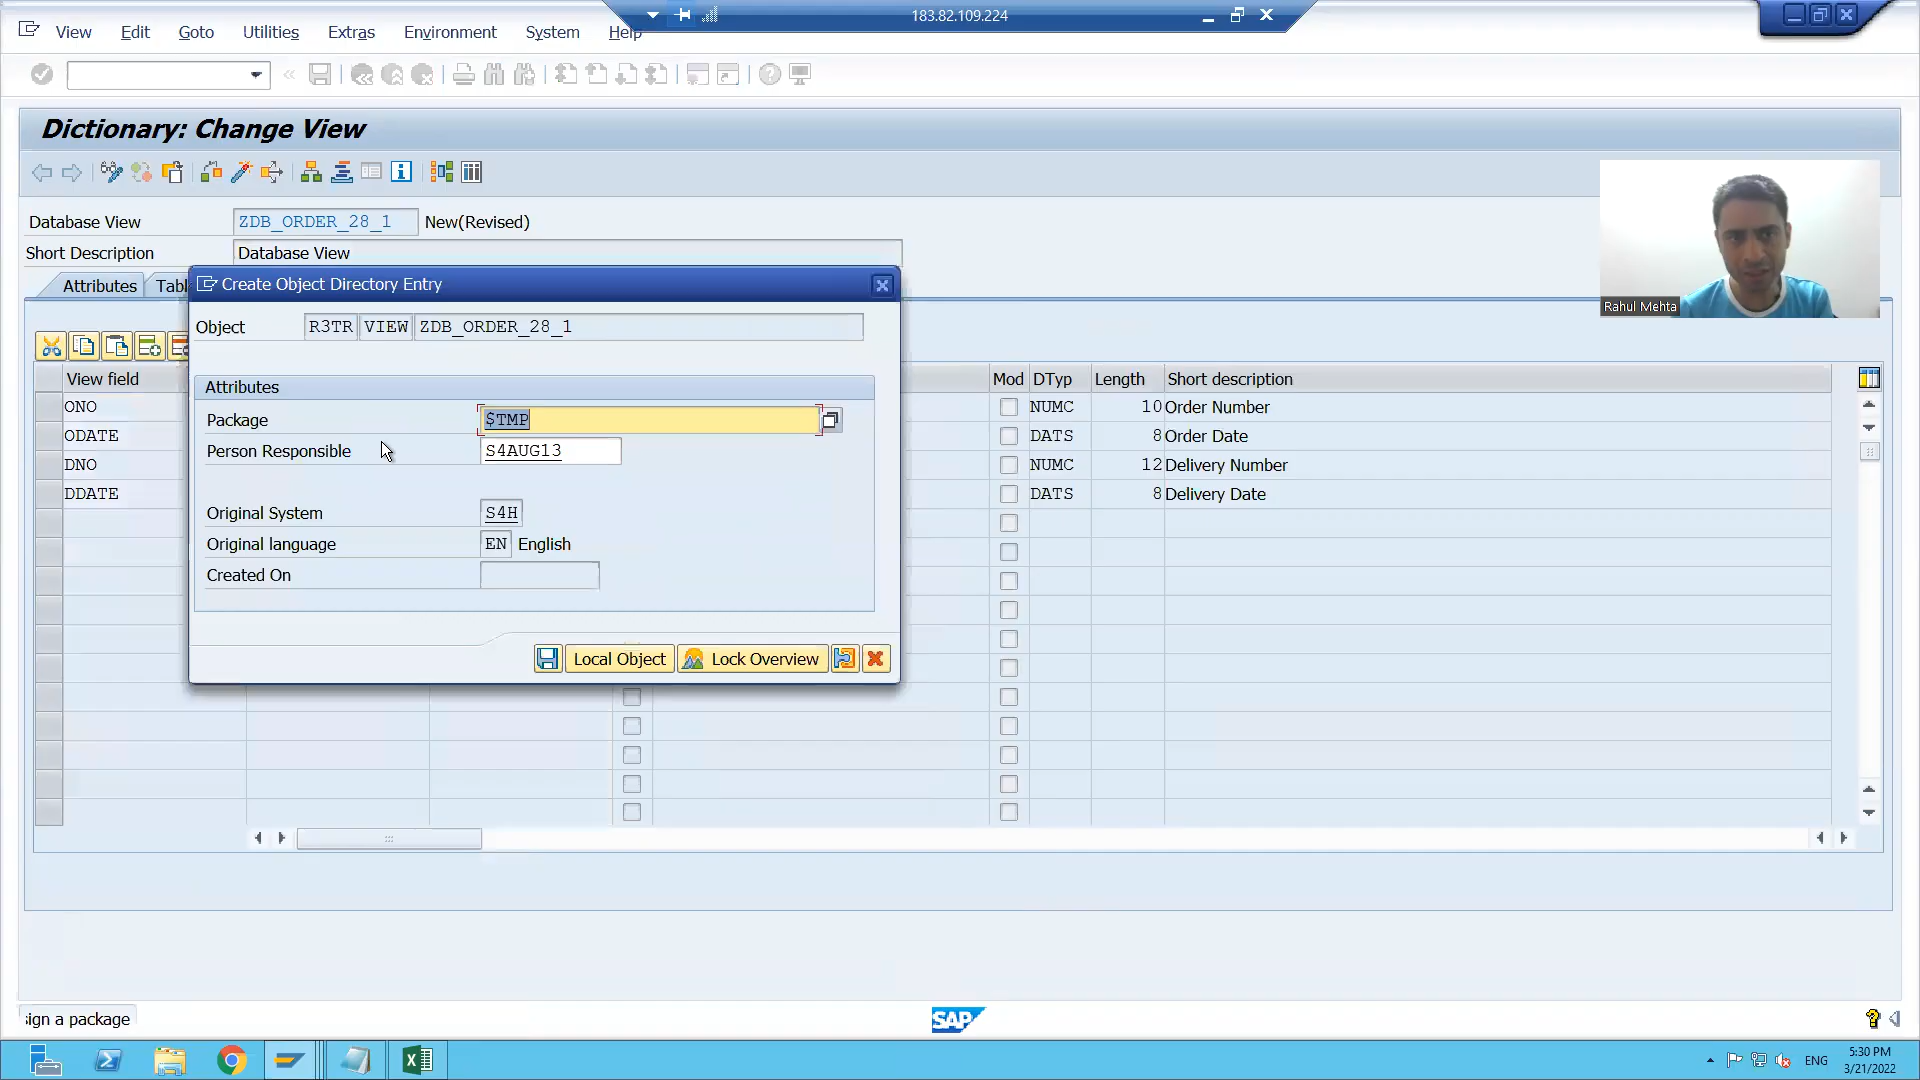 183.82.109.224
View Edit Goto Utilities Extras Environment System Help
Dictionary: Change View
Database View ZDB_ORDER_28_1 New(Revised)
Short Description Database View
Attributes Tabl
Create Object Directory Entry
Object R3TR VIEW ZDB_ORDER_28_1
Attributes
Package $TMP
Person Responsible S4AUG13
Original System S4H
Original language EN English
Created On
Local Object Lock Overview
View field Mod DTyp Length Short description
ONO NUMC 10 Order Number
ODATE DATS 8 Order Date
DNO NUMC 12 Delivery Number
DDATE DATS 8 Delivery Date
Rahul Mehta
ign a package
SAP
ENG
5:30 PM
3/21/2022